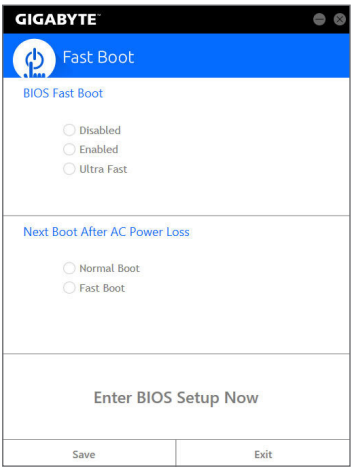 GIGABYTE™
Fast Boot
BIOS Fast Boot
Disabled
Enabled
Ultra Fast
Next Boot After AC Power Loss
Normal Boot
Fast Boot
Enter BIOS Setup Now
Save Exit